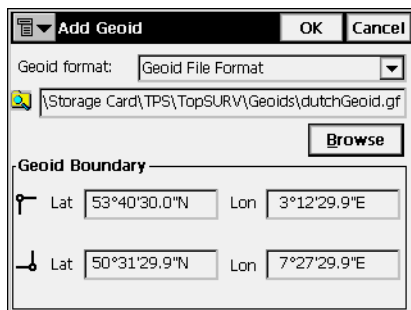 Add Geoid OK Cancel
Geoid format: Geoid File Format
\Storage Card\TPS\TopSURV\Geoids\dutchGeoid.gf
Browse
Geoid Boundary
Lat 53°40'30.0"N Lon 3°12'29.9"E
Lat 50°31'29.9"N Lon 7°27'29.9"E